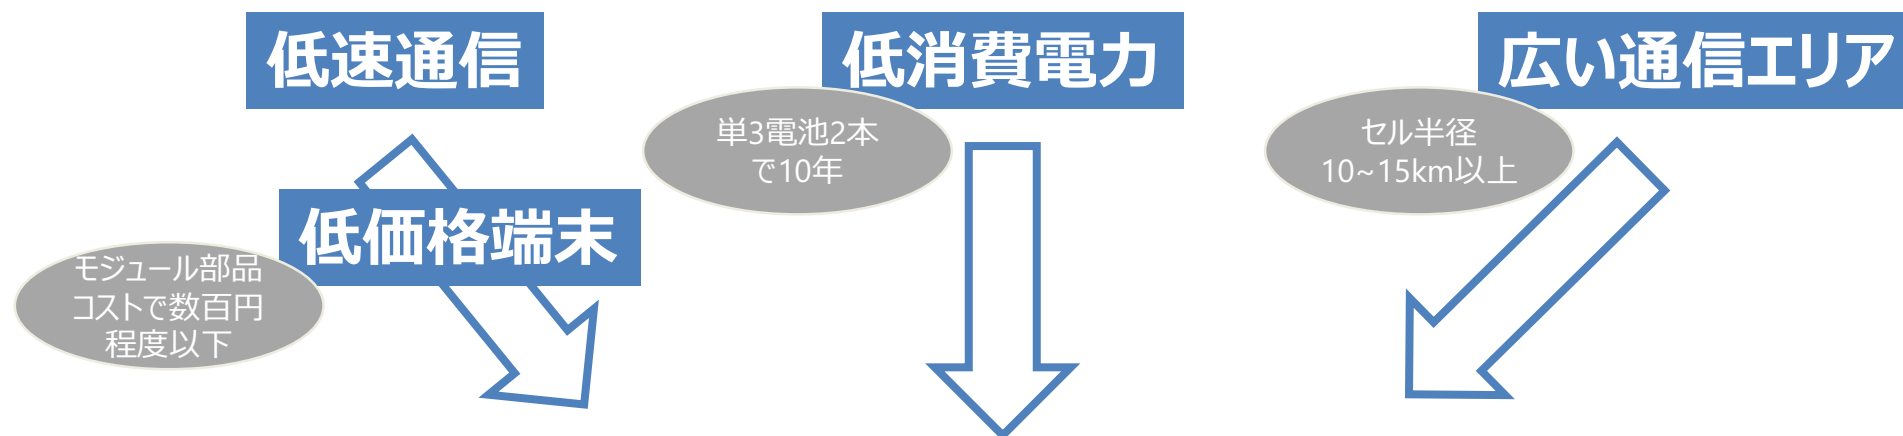 低速通信
低価格端末
モジュール部品
コストで数百円
程度以下
低消費電力
単3電池2本
で10年
広い通信エリア
セル半径
10~15km以上